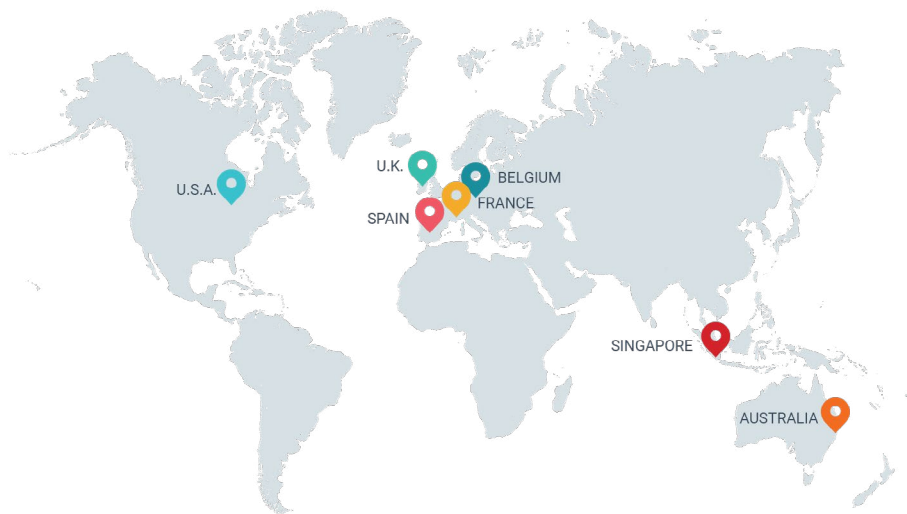 U.K.
BELGIUM
U.S.A.
FRANCE
SPAIN
SINGAPORE
AUSTRALIA